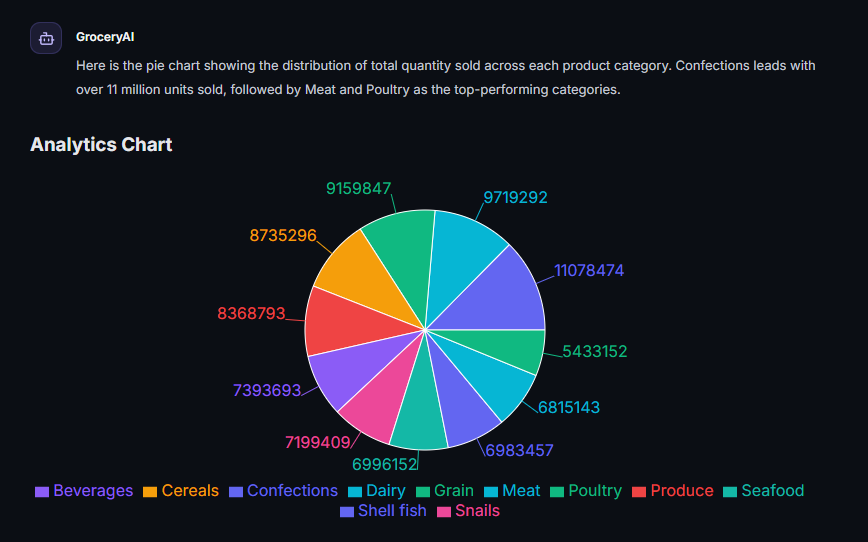 GroceryAI
Here is the pie chart showing the distribution of total quantity sold across each product category. Confections leads with
over 11 million units sold, followed by Meat and Poultry as the top-performing categories.
Analytics Chart
9159847
9719292
8735296
11078474
8368793
5433152
7393693
6815143
7199409
6983457
6996152
Beverages Cereals Confections Dairy Grain Meat Poultry Produce Seafood
Shell fish Snails